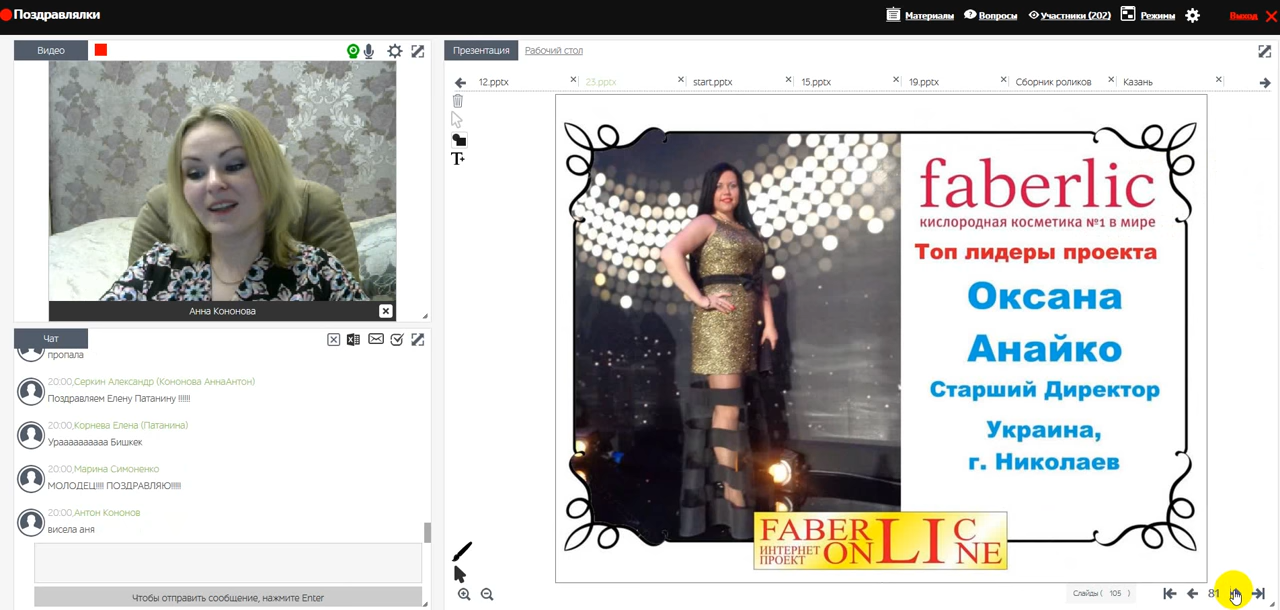 Поздравлялки
Материалы
Вопросы
Участники (202)
Режимы
Выход
Видео
Анна Кононова
Чат
пропала
20:00,Серкин Александр (Кононова АннаАнтон)
Поздравляем Елену Патанину !!!!!!
20:00,Корнева Елена (Патанина)
Ураааааааааа Бишкек
20:00,Марина Симоненко
МОЛОДЕЦ!!!! ПОЗДРАВЛЯЮ!!!!!
20:00,Антон Кононов
висела аня
Чтобы отправить сообщение, нажмите Enter
Презентация
Рабочий стол
12.pptx
23.pptx
start.pptx
15.pptx
19.pptx
Сборник роликов
Казань
T+
faberlic
кислородная косметика №1 в мире
Топ лидеры проекта
Оксана
Анайко
Старший Директор
Украина,
г. Николаев
FABERLIC
ИНТЕРНЕТ
ПРОЕКТ
ONLINE
Слайды ( 105 )
81